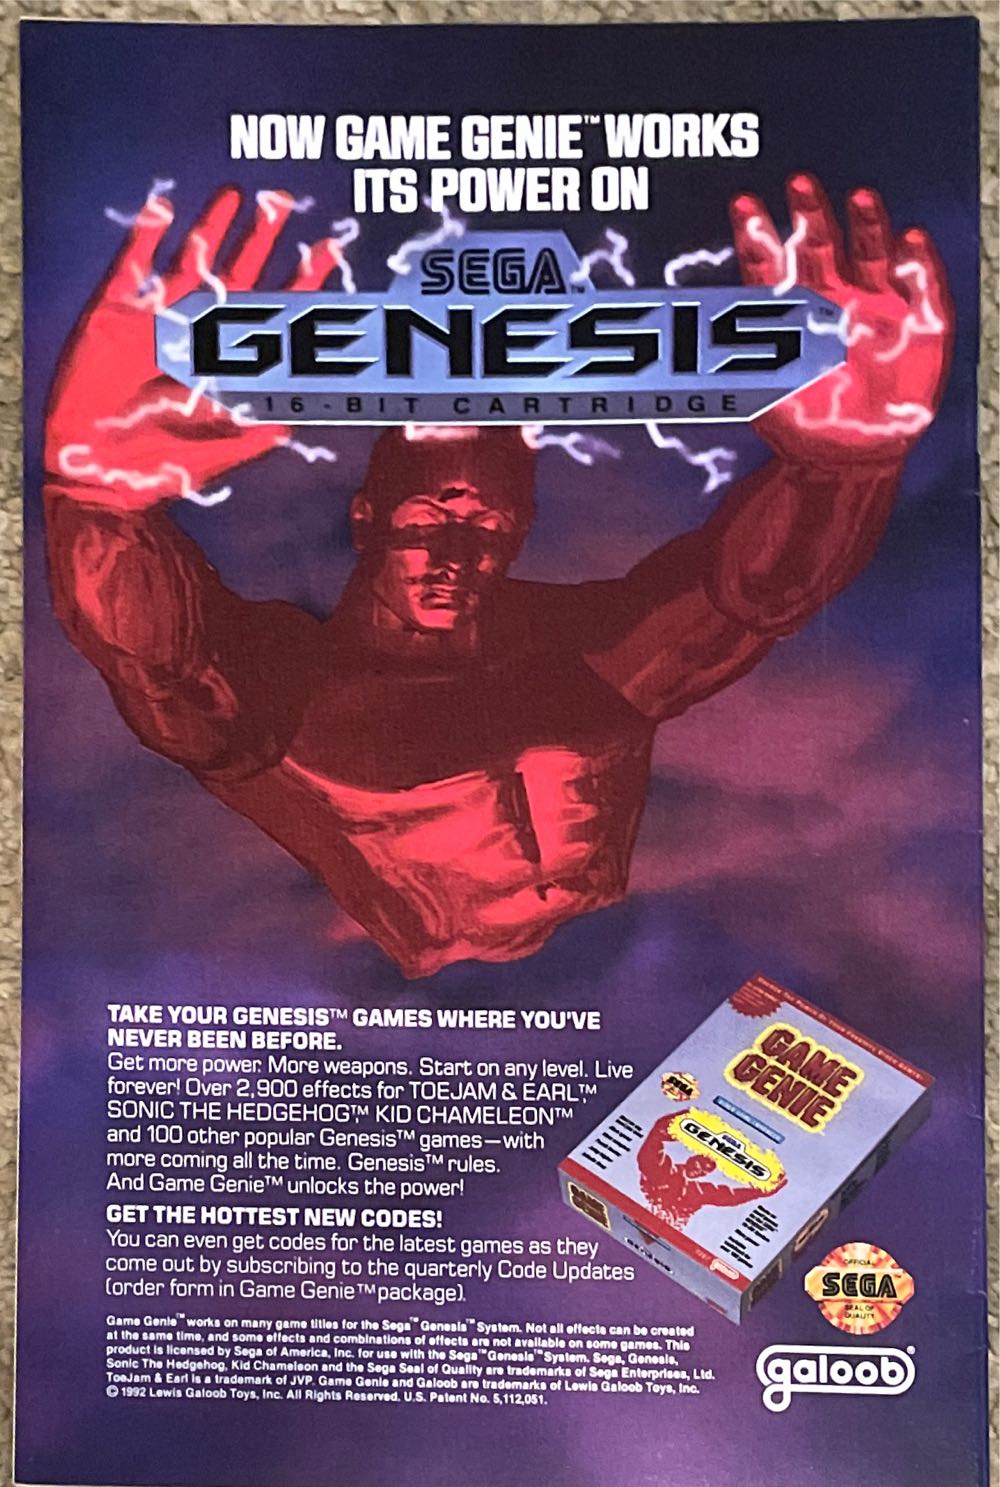 NOW GAME GENIE™ WORKS
ITS POWER ON
SEGA™
GENESIS™
16-BIT CARTRIDGE
TAKE YOUR GENESIS™ GAMES WHERE YOU'VE
NEVER BEEN BEFORE.
Get more power. More weapons. Start on any level. Live
forever! Over 2,900 effects for TOEJAM & EARL,™
SONIC THE HEDGEHOG,™ KID CHAMELEON™
and 100 other popular Genesis™ games—with
more coming all the time. Genesis™ rules.
And Game Genie™ unlocks the power!
GET THE HOTTEST NEW CODES!
You can even get codes for the latest games as they
come out by subscribing to the quarterly Code Updates
(order form in Game Genie™ package).
Game Genie™ works on many game titles for the Sega™ Genesis™ System. Not all effects can be created
at the same time, and some effects and combinations of effects are not available on some games. This
product is licensed by Sega of America, Inc. for use with the Sega™ Genesis™ System. Sega, Genesis,
Sonic The Hedgehog, Kid Chameleon and the Sega Seal of Quality are trademarks of Sega Enterprises, Ltd.
ToeJam & Earl is a trademark of JVP. Game Genie and Galoob are trademarks of Lewis Galoob Toys, Inc.
© 1992 Lewis Galoob Toys, Inc. All Rights Reserved. U.S. Patent No. 5,112,051.
GAME
GENIE
SEGA
GENESIS
GAME
GENIE
GENESIS
galoob
OFFICIAL
SEGA™
SEAL OF
QUALITY
galoob®